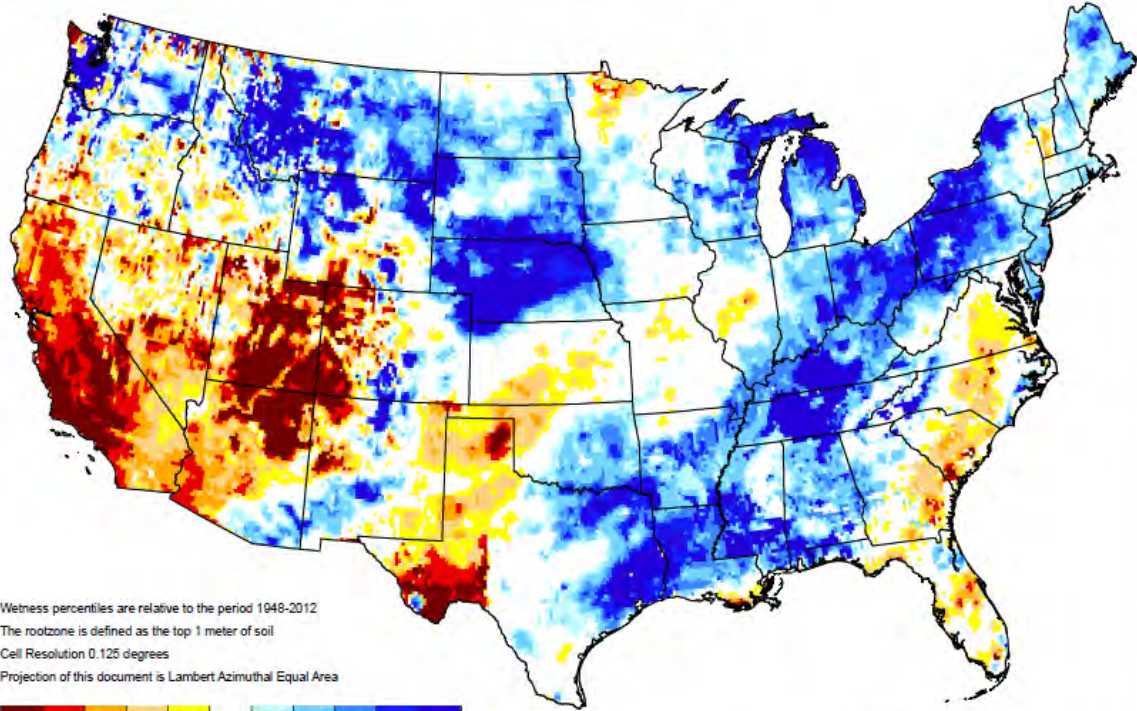 Wetness percentiles are relative to the period 1948-2012
The rootzone is defined as the top 1 meter of soil
Cell Resolution 0.125 degrees
Projection of this document is Lambert Azimuthal Equal Area